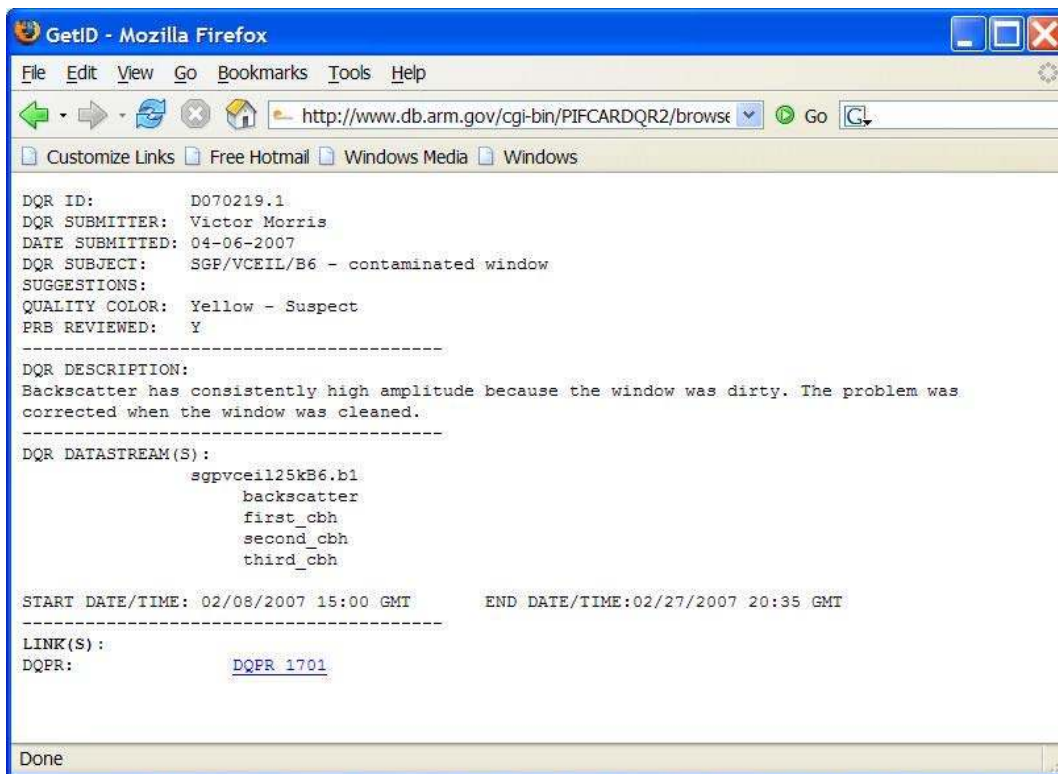 GetID - Mozilla Firefox
File Edit View Go Bookmarks Tools Help
http://www.db.arm.gov/cgi-bin/PIFCARDQR2/browse Go G
Customize Links Free Hotmail Windows Media Windows
DQR ID: D070219.1
DQR SUBMITTER: Victor Morris
DATE SUBMITTED: 04-06-2007
DQR SUBJECT: SGP/VCEIL/B6 - contaminated window
SUGGESTIONS:
QUALITY COLOR: Yellow - Suspect
PRB REVIEWED: Y
----------------------------------------
DQR DESCRIPTION:
Backscatter has consistently high amplitude because the window was dirty. The problem was
corrected when the window was cleaned.
----------------------------------------
DQR DATASTREAM(S):
sgpvceil25kB6.b1
backscatter
first_cbh
second_cbh
third_cbh
START DATE/TIME: 02/08/2007 15:00 GMT END DATE/TIME:02/27/2007 20:35 GMT
----------------------------------------
LINK(S):
DQPR: DQPR 1701
Done